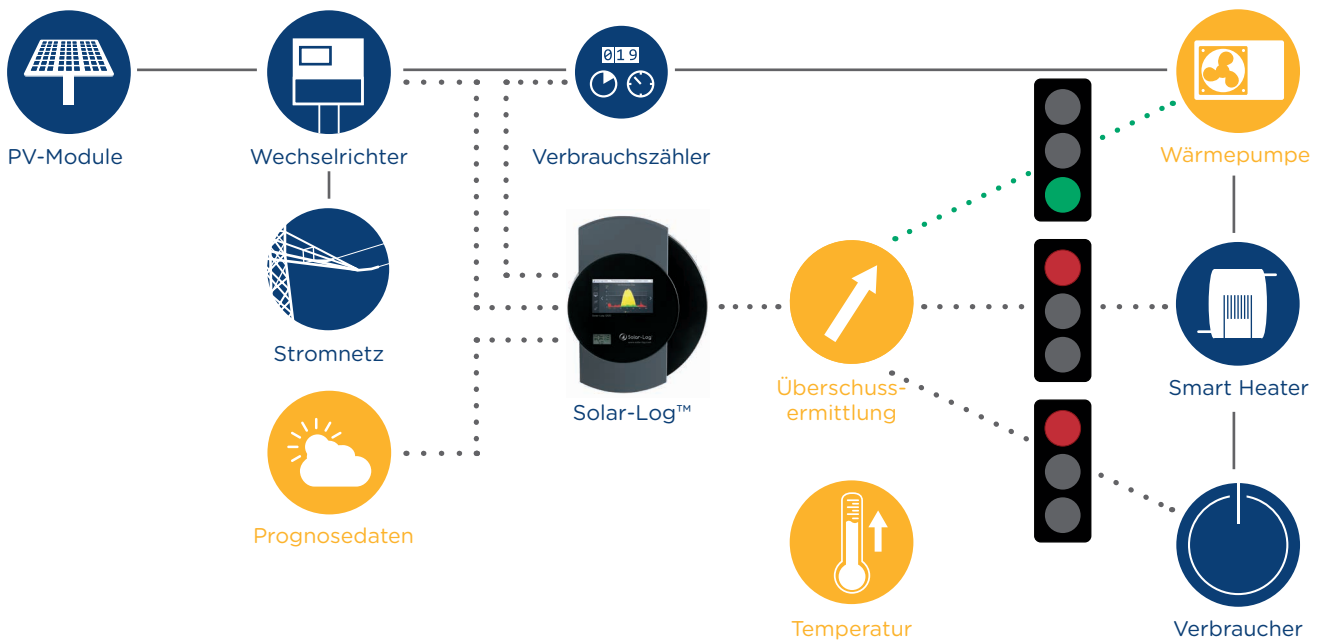 019
PV-Module
Wechselrichter
Verbrauchszähler
Wärmepumpe
Stromnetz
Solar-Log
Solar-Log™
Überschuss-
ermittlung
Smart Heater
Prognosedaten
Temperatur
Verbraucher